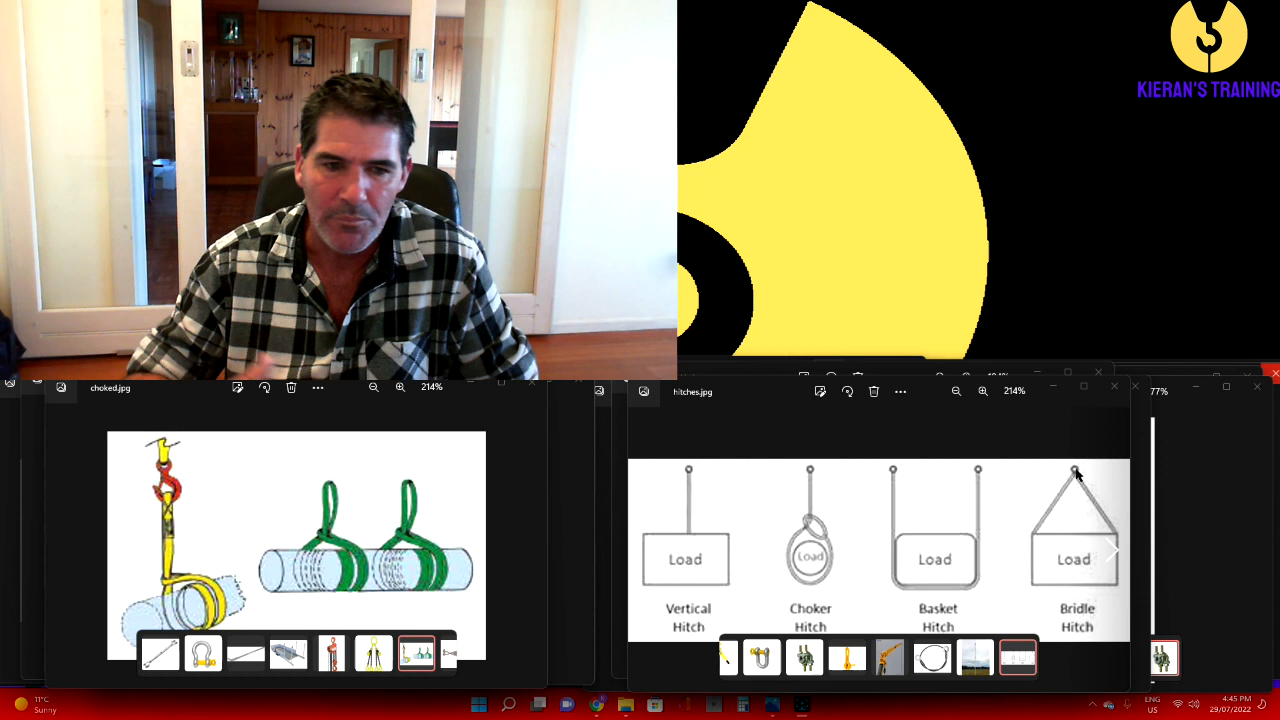 KIERAN'S TRAINING
choked.jpg
214%
hitches.jpg
214%
77%
Load
Load
Load
Load
Vertical
Hitch
Choker
Hitch
Basket
Hitch
Bridle
Hitch
11°C
Sunny
ENG
US
4:45 PM
29/07/2022